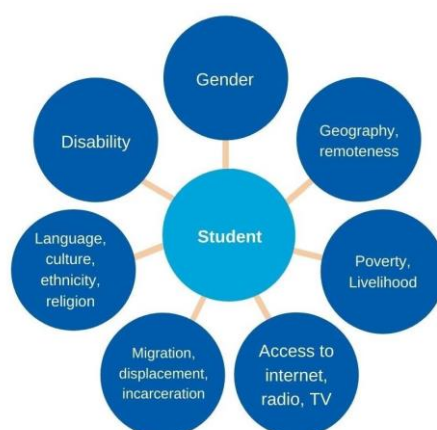 Gender
Geography,
remoteness
Poverty,
Livelihood
Access to
internet,
radio, TV
Migration,
displacement,
incarceration
Language,
culture,
ethnicity,
religion
Disability
Student